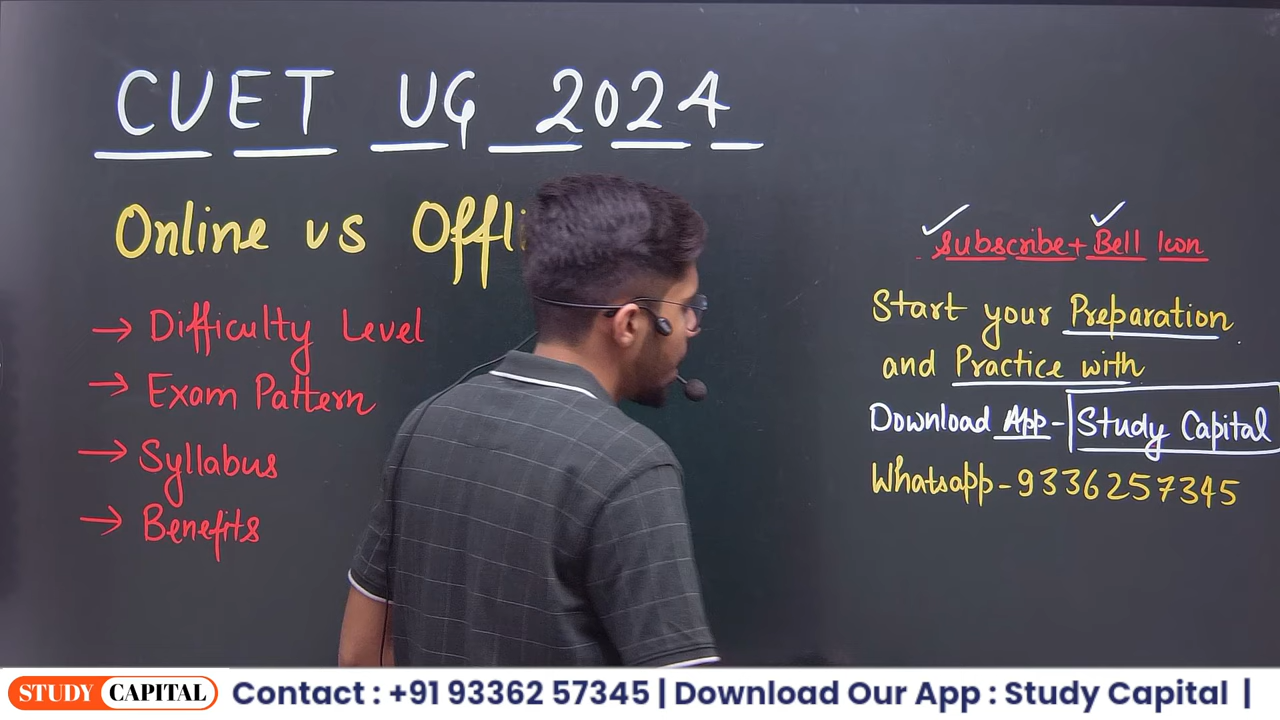 CUET UG 2024
Online vs Offli
→ Difficulty Level
→ Exam Pattern
→ Syllabus
→ Benefits
Subscribe + Bell Icon
Start your Preparation
and Practice with
Download App - Study Capital
Whatsapp - 9336257345
STUDY CAPITAL Contact : +91 93362 57345 | Download Our App : Study Capital |